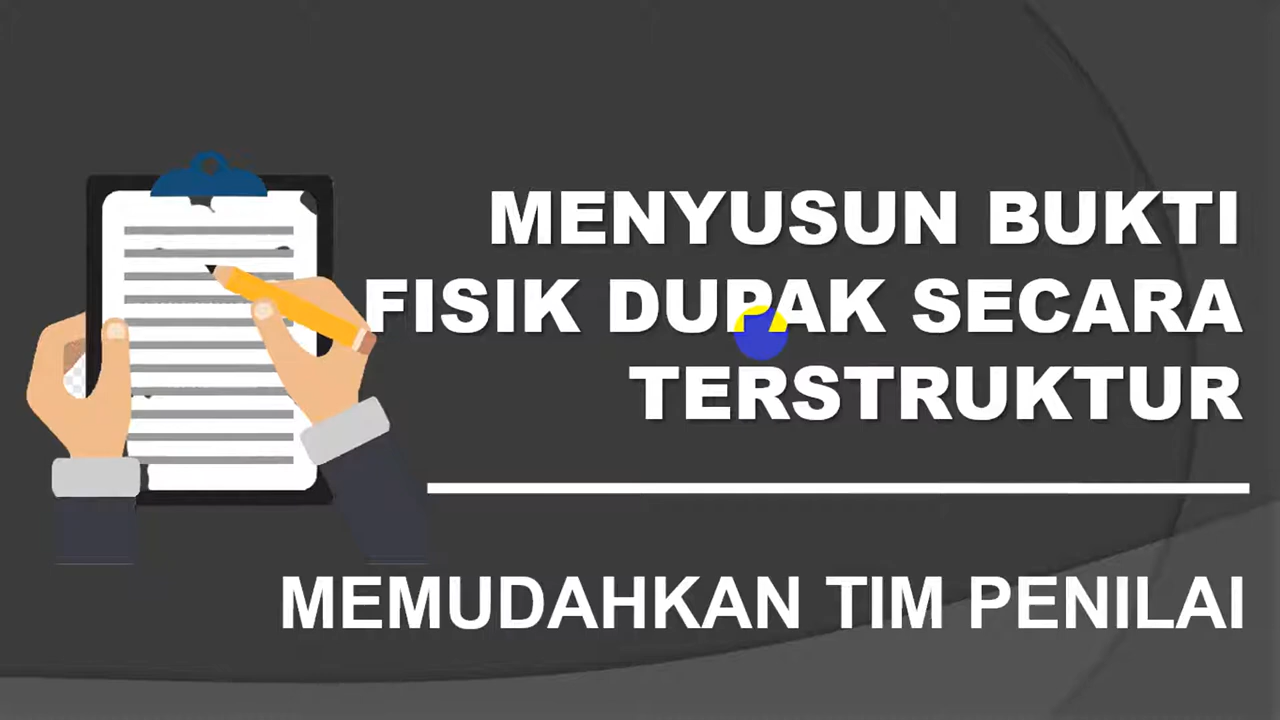 MENYUSUN BUKTI
FISIK DUPAK SECARA
TERSTRUKTUR
MEMUDAHKAN TIM PENILAI